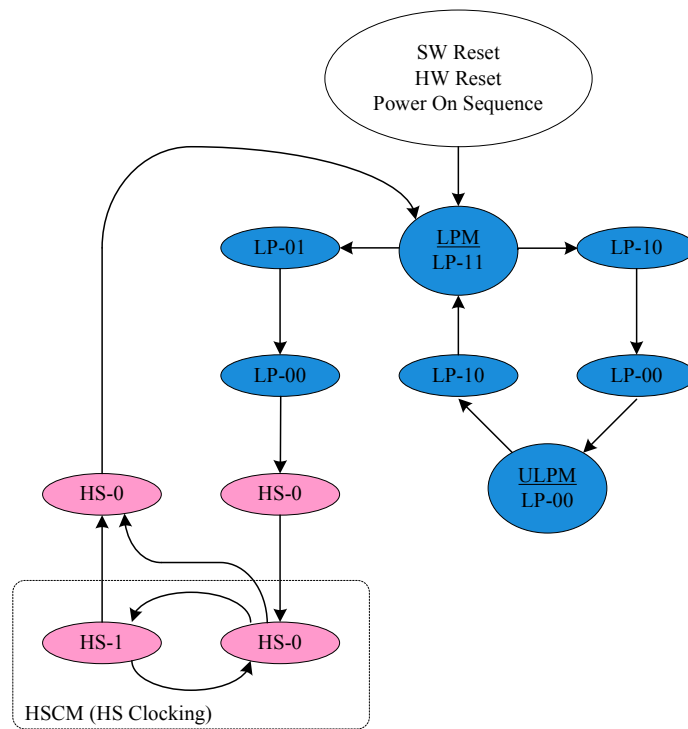 SW Reset
HW Reset
Power On Sequence
LP-01
LPM
LP-11
LP-10
LP-00
LP-10
LP-00
HS-0
HS-0
ULPM
LP-00
HS-1
HS-0
HSCM (HS Clocking)